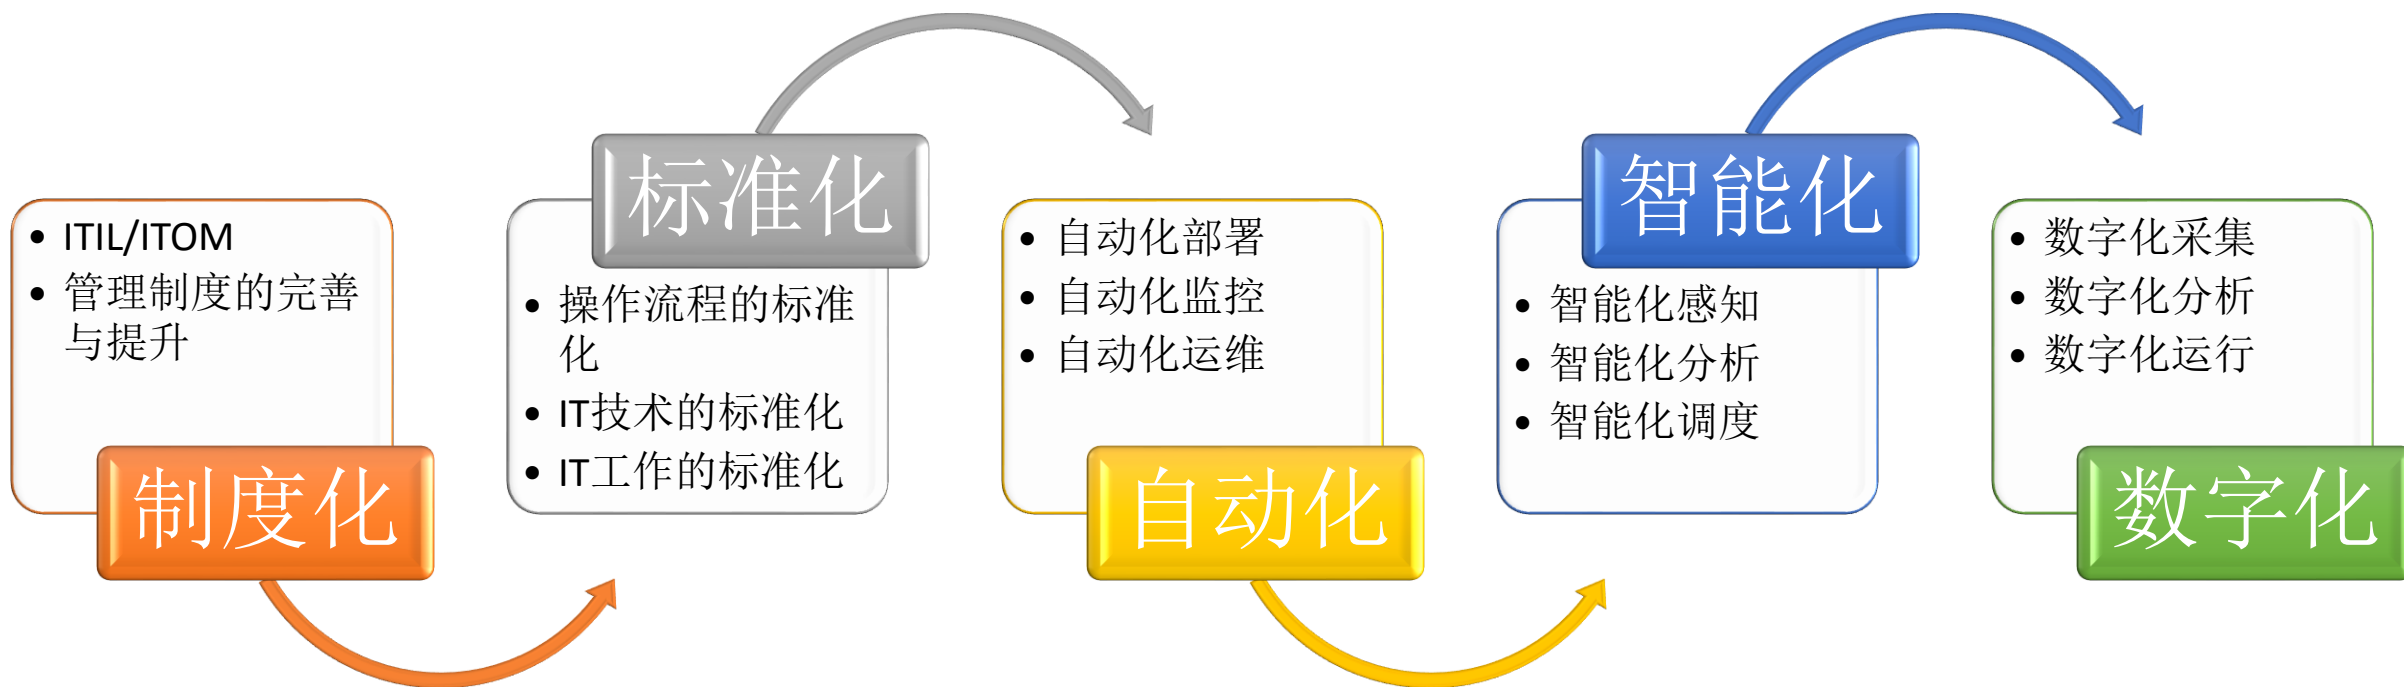 ITIL/ITOM
管理制度的完善
与提升
制度化
标准化
操作流程的标准
化
IT技术的标准化
IT工作的标准化
自动化部署
自动化监控
自动化运维
自动化
智能化
智能化感知
智能化分析
智能化调度
数字化采集
数字化分析
数字化运行
数字化